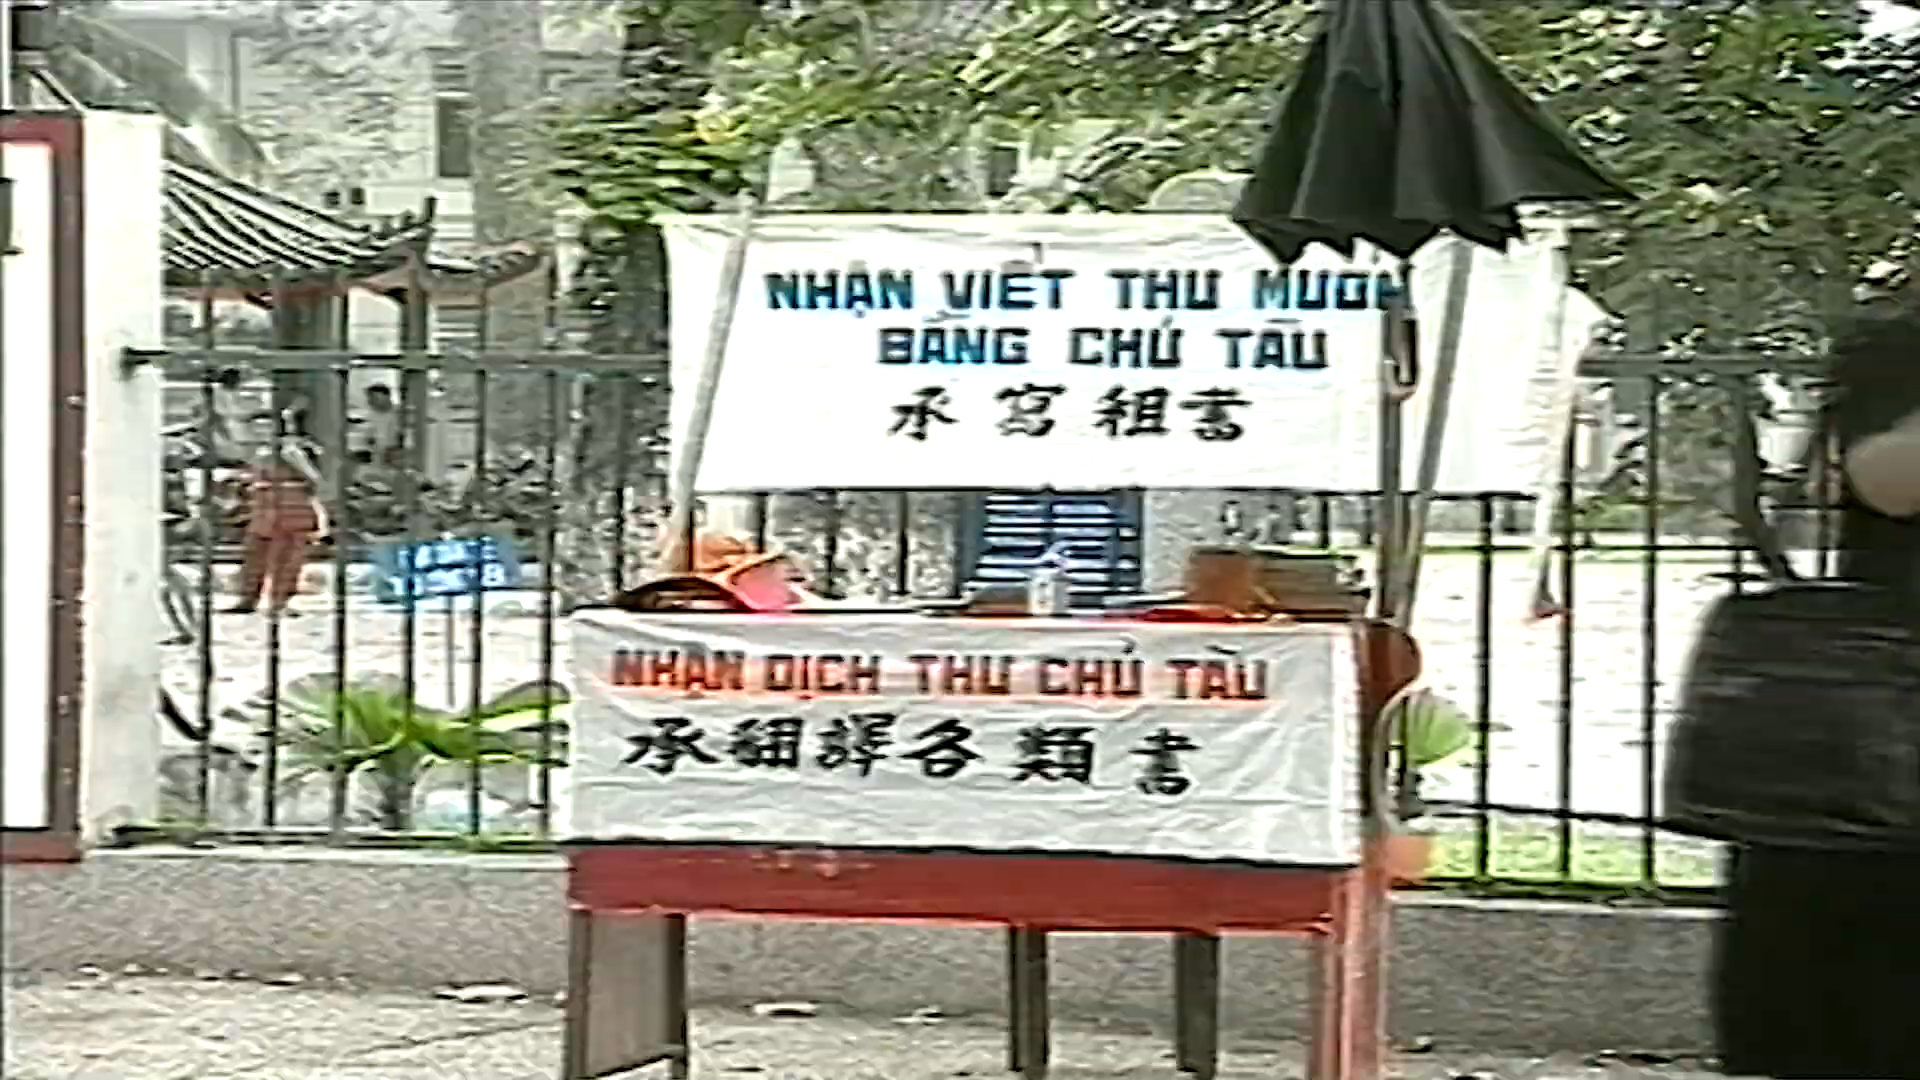 NHẬN VIẾT THƯ MƯỚN
BẰNG CHỮ TÀU
承寫租書
NHẬN DỊCH THƯ CHỮ TÀU
承翻譯各類書